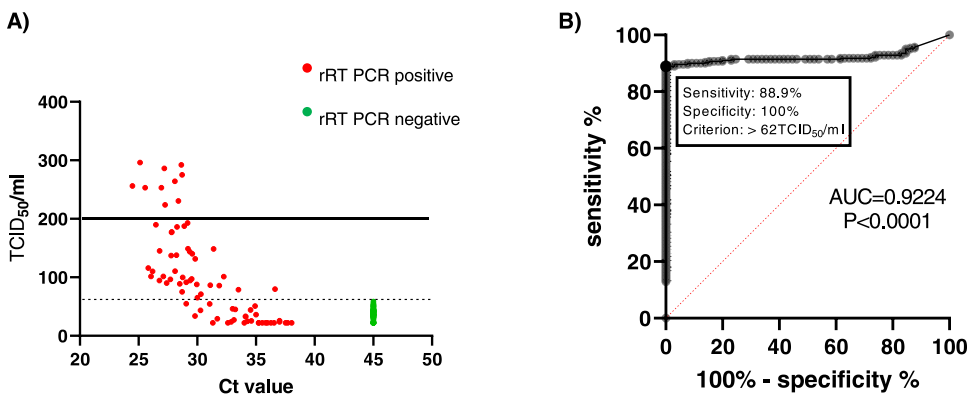 A)
rRT PCR positive
rRT PCR negative
400
300
200
100
0
TCID50/ml
20 25 30 35 40 45 50
Ct value
B)
100
80
60
40
20
0
sensitivity %
Sensitivity: 88.9%
Specificity: 100%
Criterion: > 62TCID50/ml
AUC=0.9224
P<0.0001
0 20 40 60 80 100
100% - specificity %